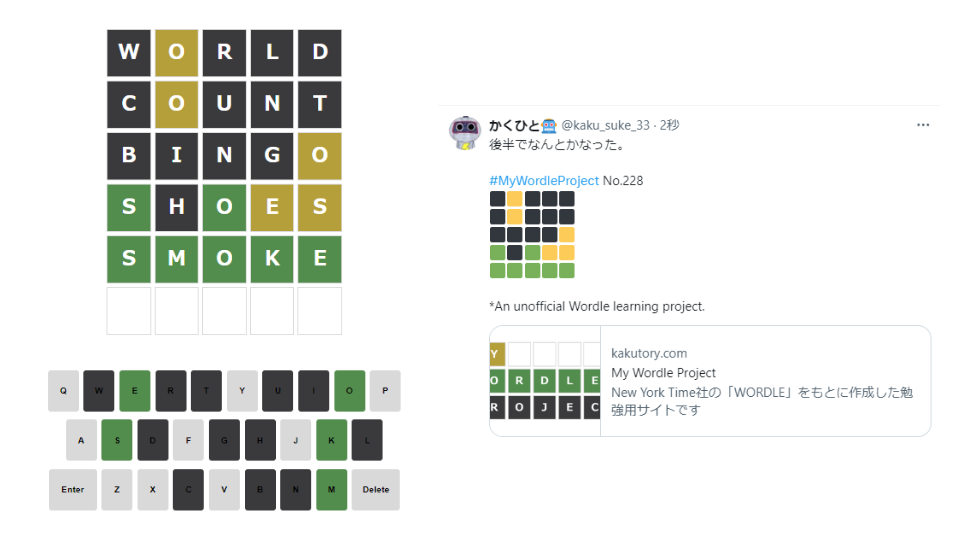 W O R L D
C O U N T
B I N G O
S H O E S
S M O K E
Q W E R T Y U I O P
A S D F G H J K L
Enter Z X C V B N M Delete
かくひと @kaku_suke_33 · 2秒
後半でなんとかなった。
#MyWordleProject No.228
*An unofficial Wordle learning project.
Y
O R D L E
R O J E C
kakutory.com
My Wordle Project
New York Time社の「WORDLE」をもとに作成した勉
強用サイトです